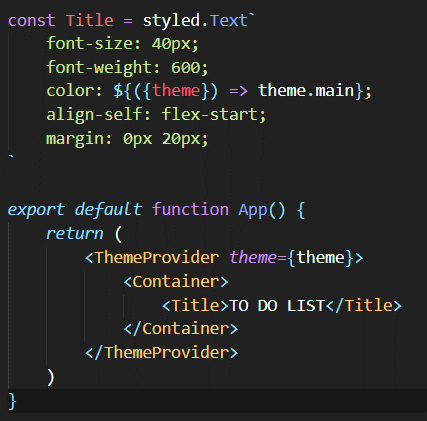 const Title = styled.Text`
    font-size: 40px;
    font-weight: 600;
    color: ${({theme}) => theme.main};
    align-self: flex-start;
    margin: 0px 20px;
`

export default function App() {
    return (
        <ThemeProvider theme={theme}>
            <Container>
                <Title>TO DO LIST</Title>
            </Container>
        </ThemeProvider>
    )
}